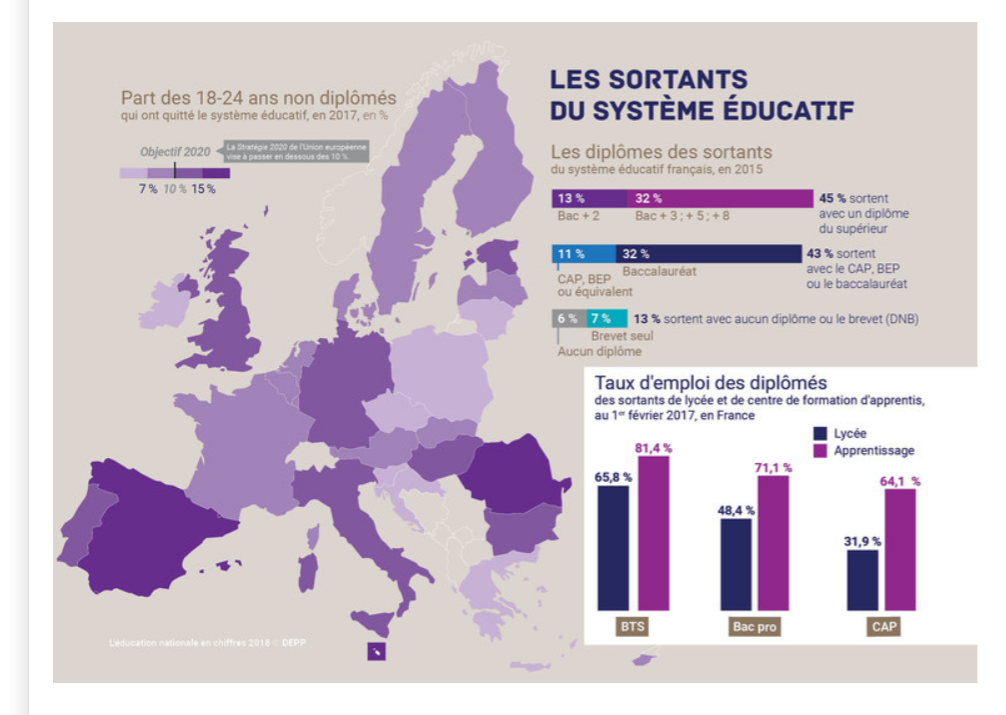 LES SORTANTS
DU SYSTÈME ÉDUCATIF
Part des 18-24 ans non diplômés
qui ont quitté le système éducatif, en 2017, en %
Objectif 2020
La Stratégie 2020 de l'Union européenne
vise à passer en dessous des 10 %.
7 % 10 % 15 %
Les diplômes des sortants
du système éducatif français, en 2015
13 % 32 %
Bac + 2 Bac + 3 ; + 5 ; + 8
45 % sortent
avec un diplôme
du supérieur
11 % 32 %
CAP, BEP
ou équivalent
Baccalauréat
43 % sortent
avec le CAP, BEP
ou le baccalauréat
6 % 7 % 13 % sortent avec aucun diplôme ou le brevet (DNB)
Brevet seul
Aucun diplôme
Taux d'emploi des diplômés
des sortants de lycée et de centre de formation d'apprentis,
au 1er février 2017, en France
Lycée
Apprentissage
65,8 % 81,4 %
48,4 % 71,1 %
31,9 % 64,1 %
BTS Bac pro CAP
L'éducation nationale en chiffres 2018 © DEPP